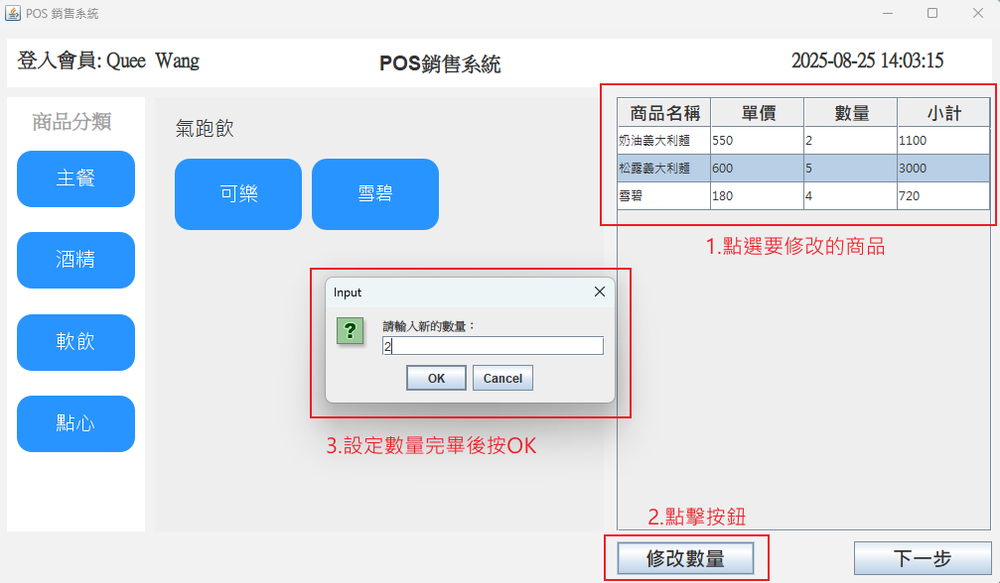 POS 銷售系統
登入會員: Quee Wang
POS銷售系統
2025-08-25 14:03:15
商品分類
主餐
酒精
軟飲
點心
氣跑飲
可樂
雪碧
商品名稱 單價 數量 小計
奶油義大利麵 550 2 1100
松露義大利麵 600 5 3000
雪碧 180 4 720
1.點選要修改的商品
Input
?
請輸入新的數量：
2
OK Cancel
3.設定數量完畢後按OK
2.點擊按鈕
修改數量
下一步